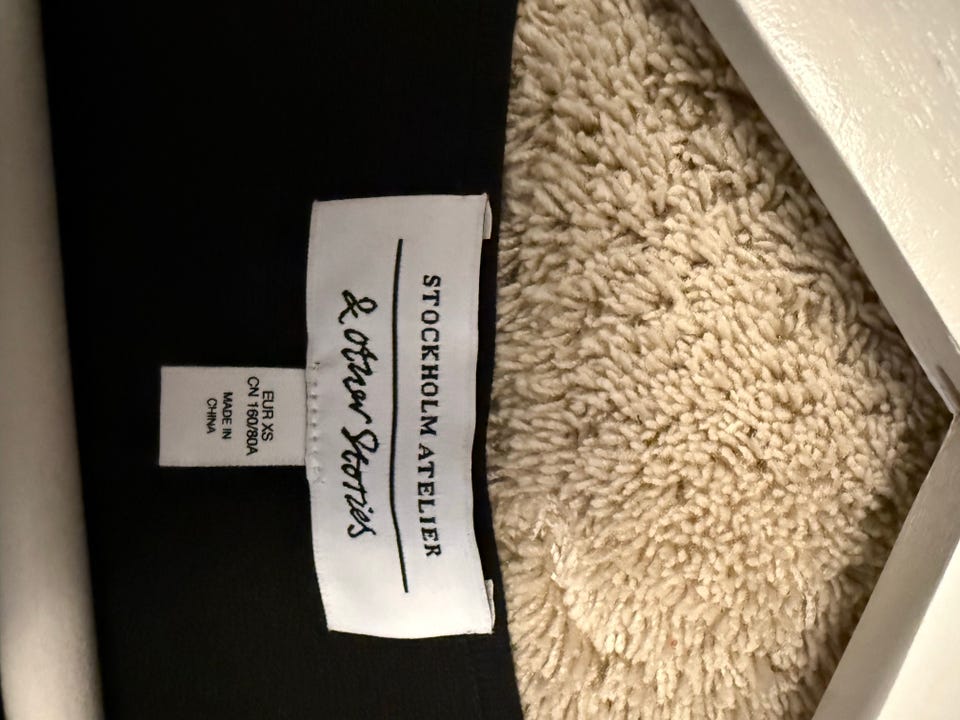 STOCKHOLM ATELIER
& other Stories
EUR XS
CN 160/80A
MADE IN
CHINA